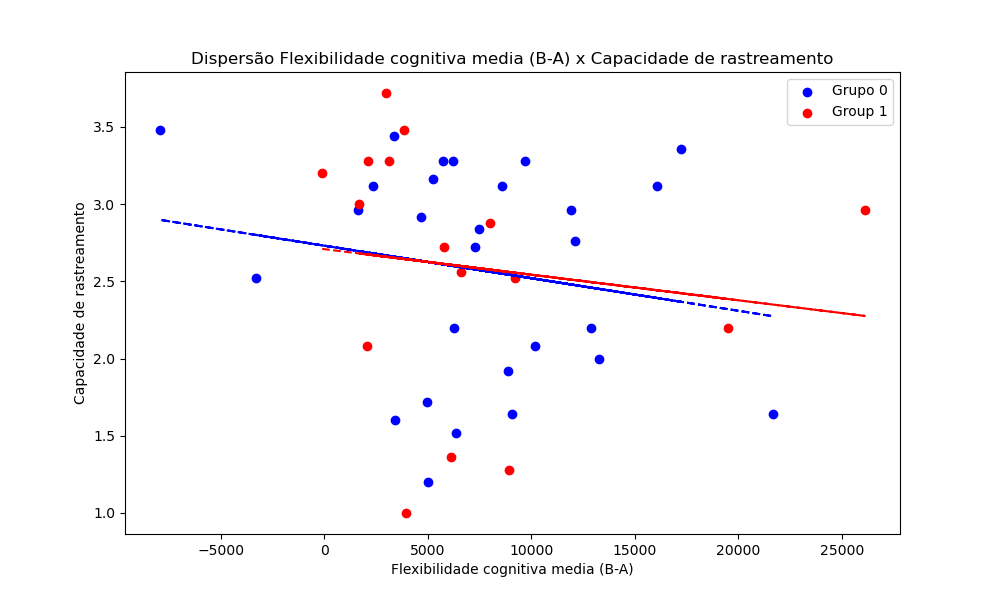 Dispersão Flexibilidade cognitiva media (B-A) x Capacidade de rastreamento
Grupo 0
Group 1
Capacidade de rastreamento
3.5
3.0
2.5
2.0
1.5
1.0
−5000
0
5000
10000
15000
20000
25000
Flexibilidade cognitiva media (B-A)